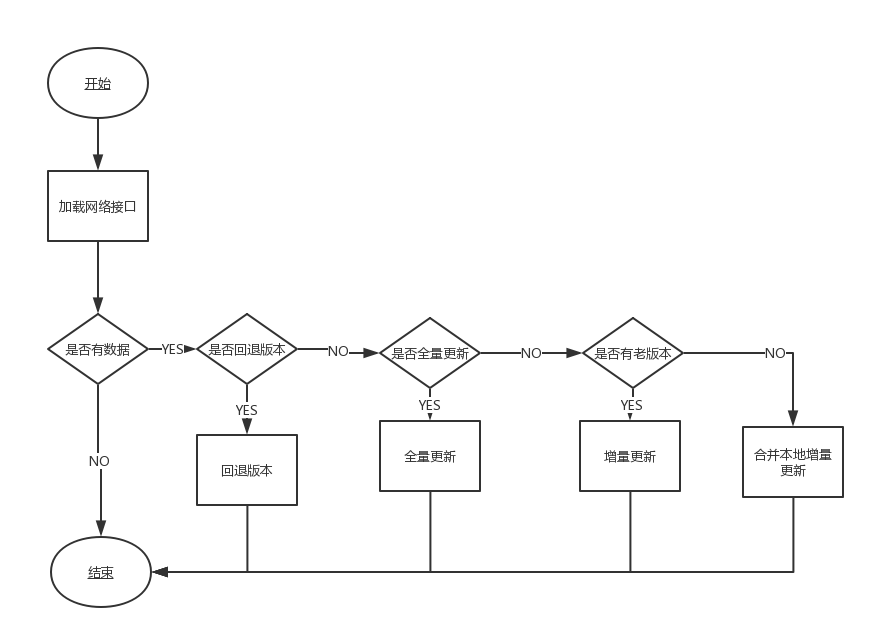 开始
加载网络接口
是否有数据
YES
是否回退版本
NO
是否全量更新
NO
是否有老版本
NO
YES
YES
YES
回退版本
全量更新
增量更新
合并本地增量
更新
NO
结束